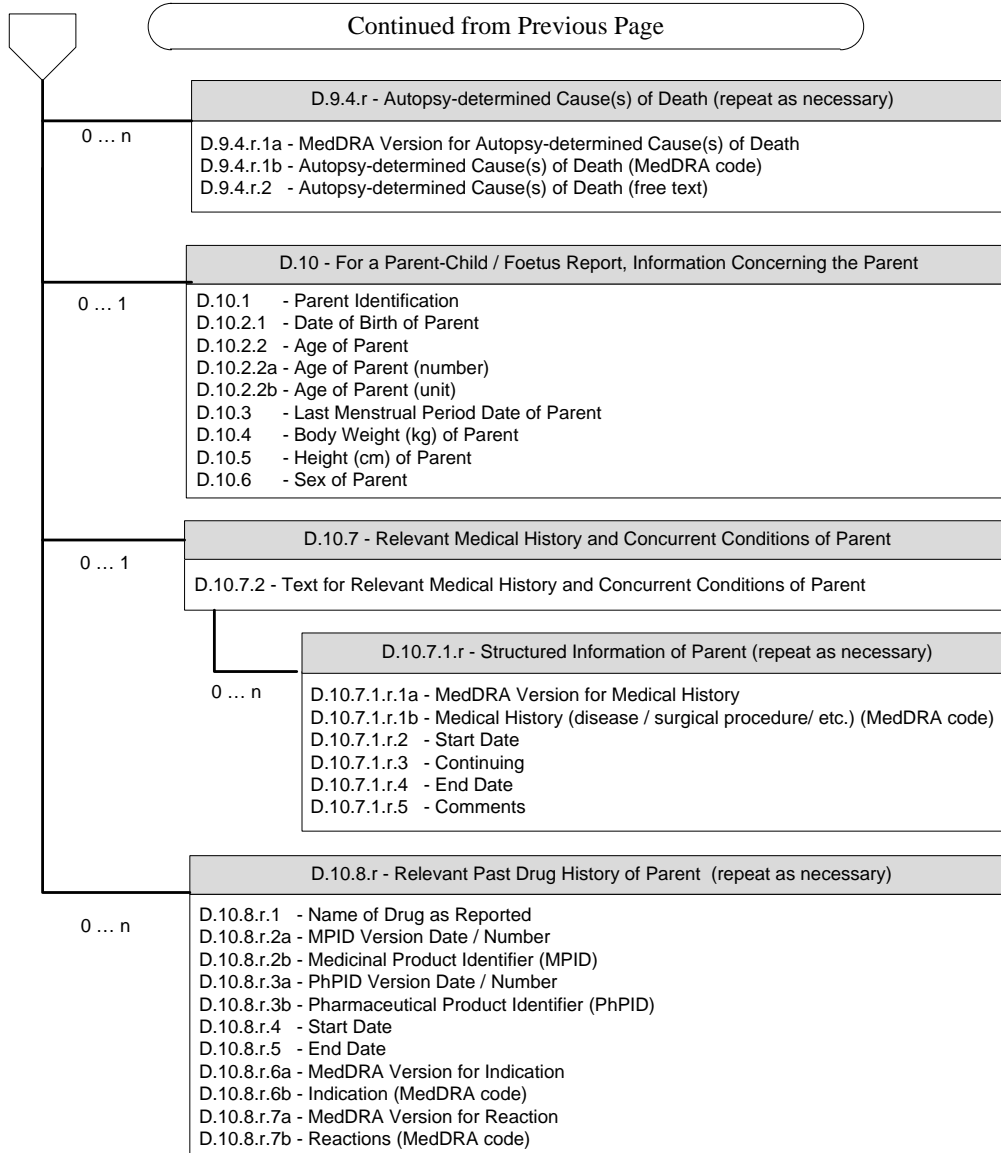 Continued from Previous Page
D.9.4.r - Autopsy-determined Cause(s) of Death (repeat as necessary)
0 … n
D.9.4.r.1a - MedDRA Version for Autopsy-determined Cause(s) of Death
D.9.4.r.1b - Autopsy-determined Cause(s) of Death (MedDRA code)
D.9.4.r.2 - Autopsy-determined Cause(s) of Death (free text)
D.10 - For a Parent-Child / Foetus Report, Information Concerning the Parent
0 … 1
D.10.1 - Parent Identification
D.10.2.1 - Date of Birth of Parent
D.10.2.2 - Age of Parent
D.10.2.2a - Age of Parent (number)
D.10.2.2b - Age of Parent (unit)
D.10.3 - Last Menstrual Period Date of Parent
D.10.4 - Body Weight (kg) of Parent
D.10.5 - Height (cm) of Parent
D.10.6 - Sex of Parent
D.10.7 - Relevant Medical History and Concurrent Conditions of Parent
0 … 1
D.10.7.2 - Text for Relevant Medical History and Concurrent Conditions of Parent
D.10.7.1.r - Structured Information of Parent (repeat as necessary)
0 … n
D.10.7.1.r.1a - MedDRA Version for Medical History
D.10.7.1.r.1b - Medical History (disease / surgical procedure/ etc.) (MedDRA code)
D.10.7.1.r.2 - Start Date
D.10.7.1.r.3 - Continuing
D.10.7.1.r.4 - End Date
D.10.7.1.r.5 - Comments
D.10.8.r - Relevant Past Drug History of Parent (repeat as necessary)
0 … n
D.10.8.r.1 - Name of Drug as Reported
D.10.8.r.2a - MPID Version Date / Number
D.10.8.r.2b - Medicinal Product Identifier (MPID)
D.10.8.r.3a - PhPID Version Date / Number
D.10.8.r.3b - Pharmaceutical Product Identifier (PhPID)
D.10.8.r.4 - Start Date
D.10.8.r.5 - End Date
D.10.8.r.6a - MedDRA Version for Indication
D.10.8.r.6b - Indication (MedDRA code)
D.10.8.r.7a - MedDRA Version for Reaction
D.10.8.r.7b - Reactions (MedDRA code)